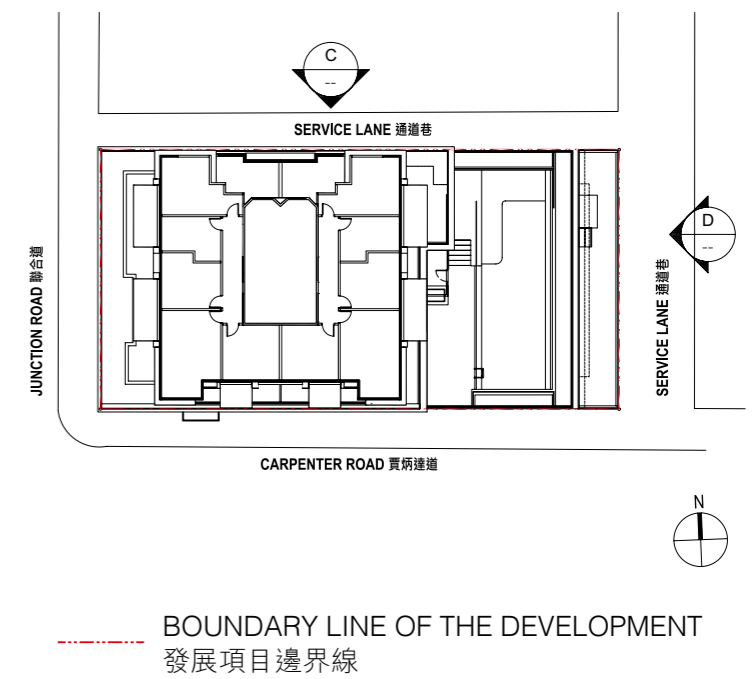 C
--
SERVICE LANE 通道巷
D
--
JUNCTION ROAD 聯合道
SERVICE LANE 通道巷
CARPENTER ROAD 賈炳達道
N
BOUNDARY LINE OF THE DEVELOPMENT
發展項目邊界線